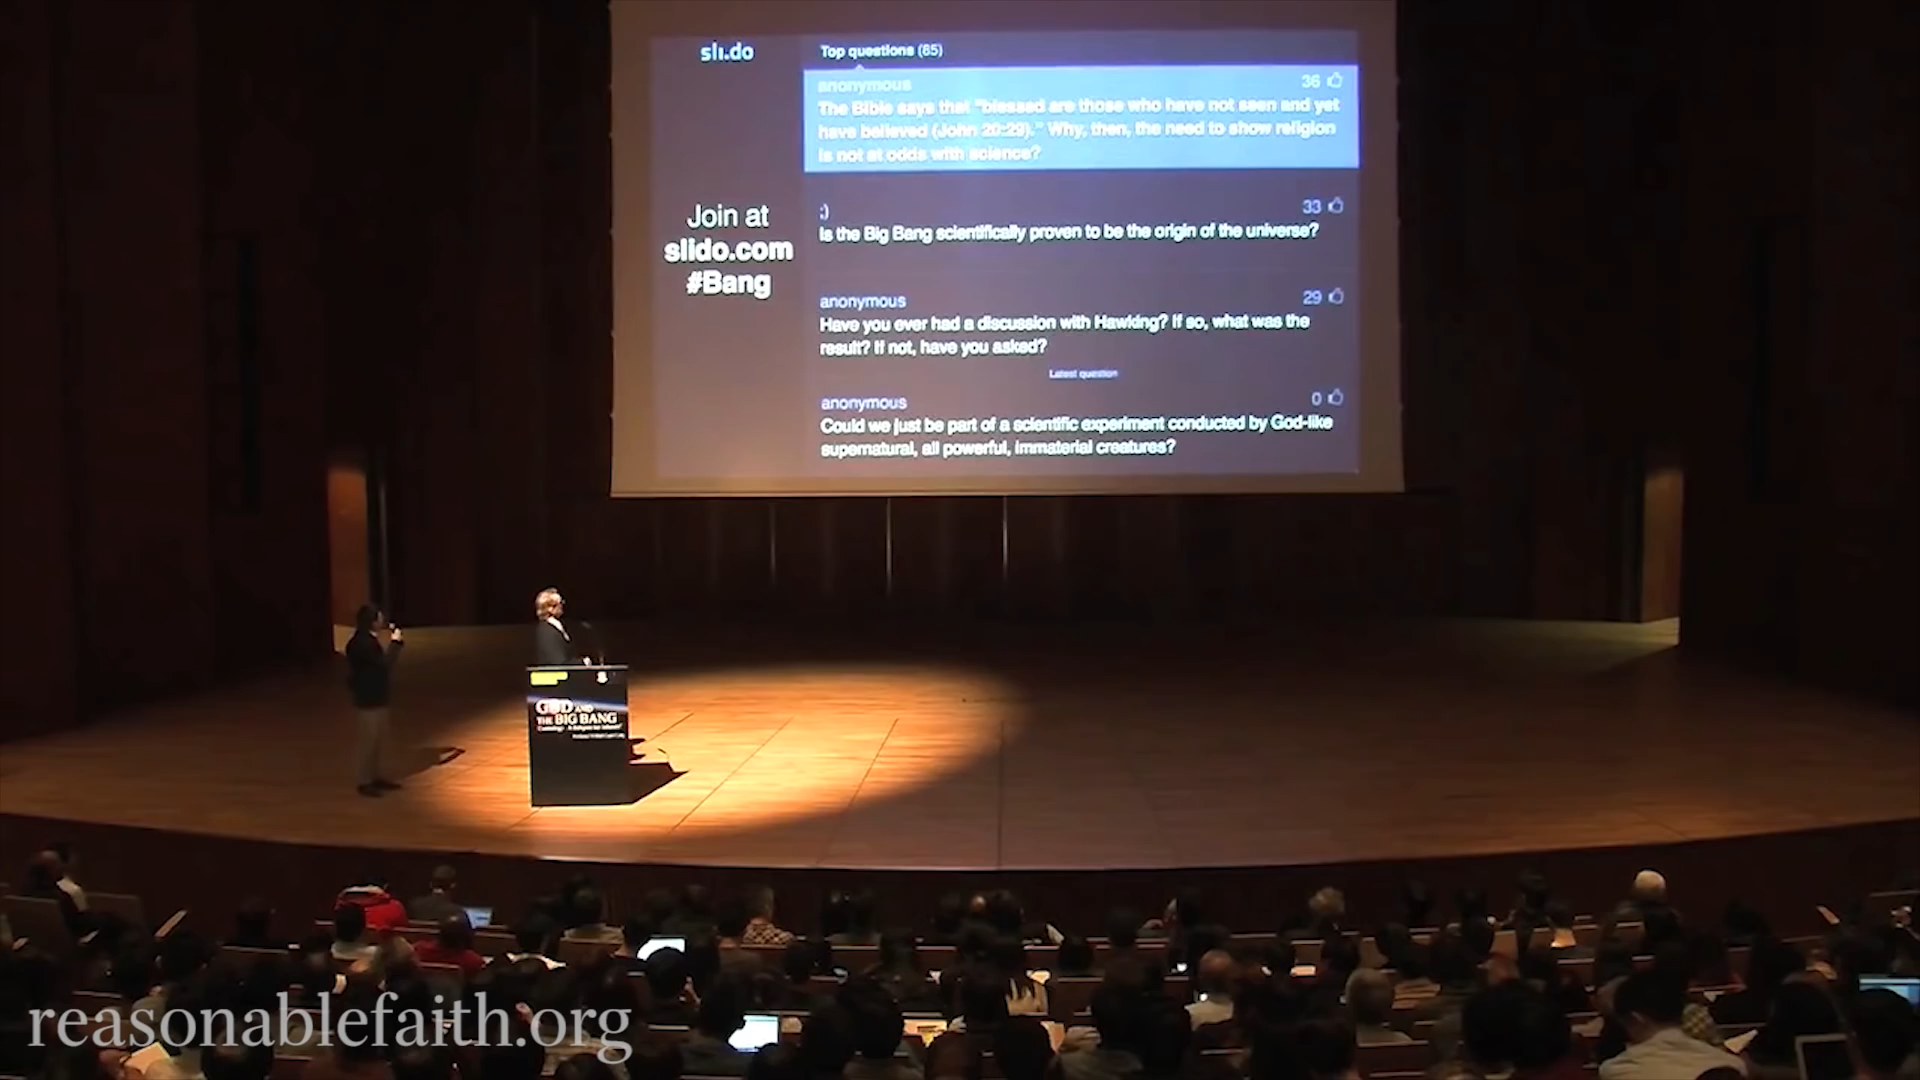 sli.do
Top questions (65)
anonymous
36
The Bible says that "blessed are those who have not seen and yet
have believed (John 20:29)." Why, then, the need to show religion
is not at odds with science?
Join at
slido.com
#Bang
;)
33
Is the Big Bang scientifically proven to be the origin of the universe?
anonymous
29
Have you ever had a discussion with Hawking? If so, what was the
result? If not, have you asked?
Latest question
anonymous
0
Could we just be part of a scientific experiment conducted by God-like
supernatural, all powerful, immaterial creatures?
GOD AND
THE BIG BANG
reasonablefaith.org